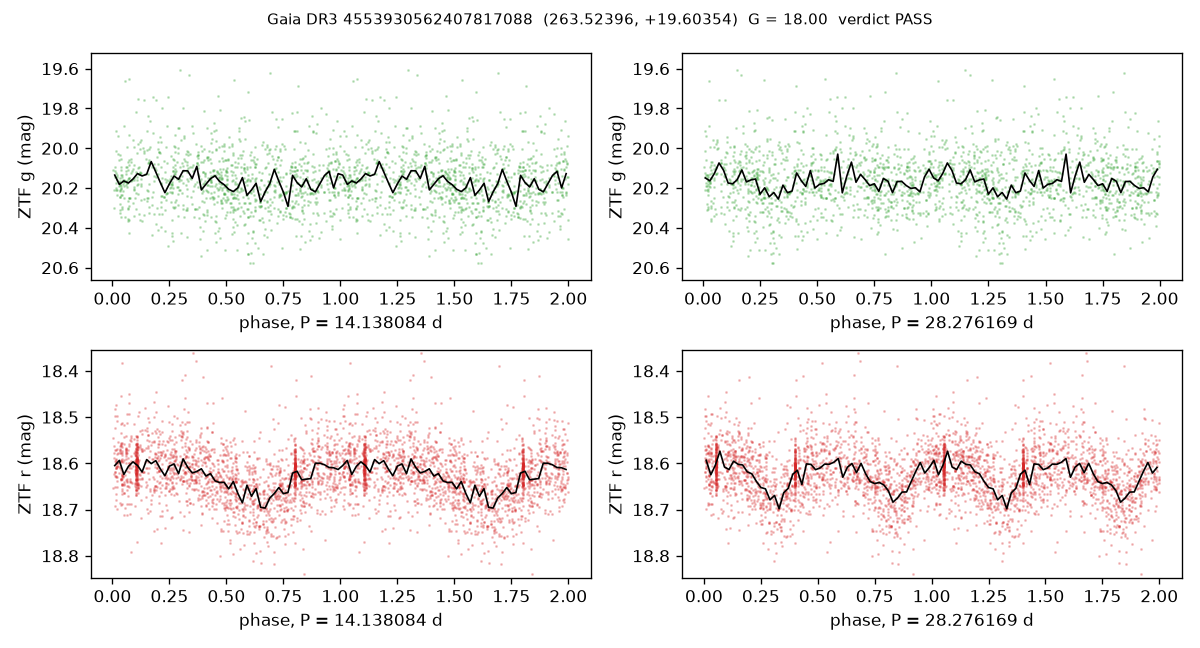 Gaia DR3 4553930562407817088 (263.52396, +19.60354) G = 18.00 verdict PASS
ZTF g (mag)
19.6
19.8
20.0
20.2
20.4
20.6
0.00 0.25 0.50 0.75 1.00 1.25 1.50 1.75 2.00
phase, P = 14.138084 d
ZTF g (mag)
19.6
19.8
20.0
20.2
20.4
20.6
0.00 0.25 0.50 0.75 1.00 1.25 1.50 1.75 2.00
phase, P = 28.276169 d
ZTF r (mag)
18.4
18.5
18.6
18.7
18.8
0.00 0.25 0.50 0.75 1.00 1.25 1.50 1.75 2.00
phase, P = 14.138084 d
ZTF r (mag)
18.4
18.5
18.6
18.7
18.8
0.00 0.25 0.50 0.75 1.00 1.25 1.50 1.75 2.00
phase, P = 28.276169 d